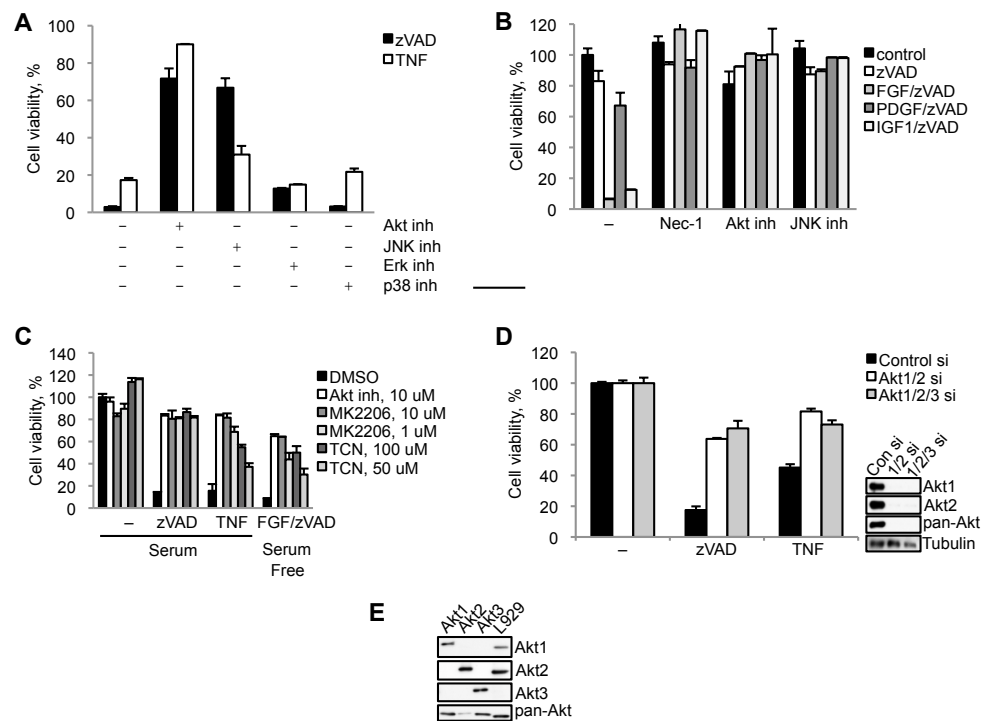 A
Cell viability, %
100
80
60
40
20
0
zVAD
TNF
– + – – – Akt inh
– – + – – JNK inh
– – – + – Erk inh
– – – – + p38 inh
B
Cell viability, %
120
100
80
60
40
20
0
– Nec-1 Akt inh JNK inh
control
zVAD
FGF/zVAD
PDGF/zVAD
IGF1/zVAD
C
Cell viability, %
140
120
100
80
60
40
20
0
– zVAD TNF FGF/zVAD
Serum Serum
Free
DMSO
Akt inh, 10 uM
MK2206, 10 uM
MK2206, 1 uM
TCN, 100 uM
TCN, 50 uM
D
Cell viability, %
120
100
80
60
40
20
0
– zVAD TNF
Control si
Akt1/2 si
Akt1/2/3 si
Con si 1/2 si 1/2/3 si
Akt1
Akt2
pan-Akt
Tubulin
E
Akt1 Akt2 Akt3 L929
Akt1
Akt2
Akt3
pan-Akt